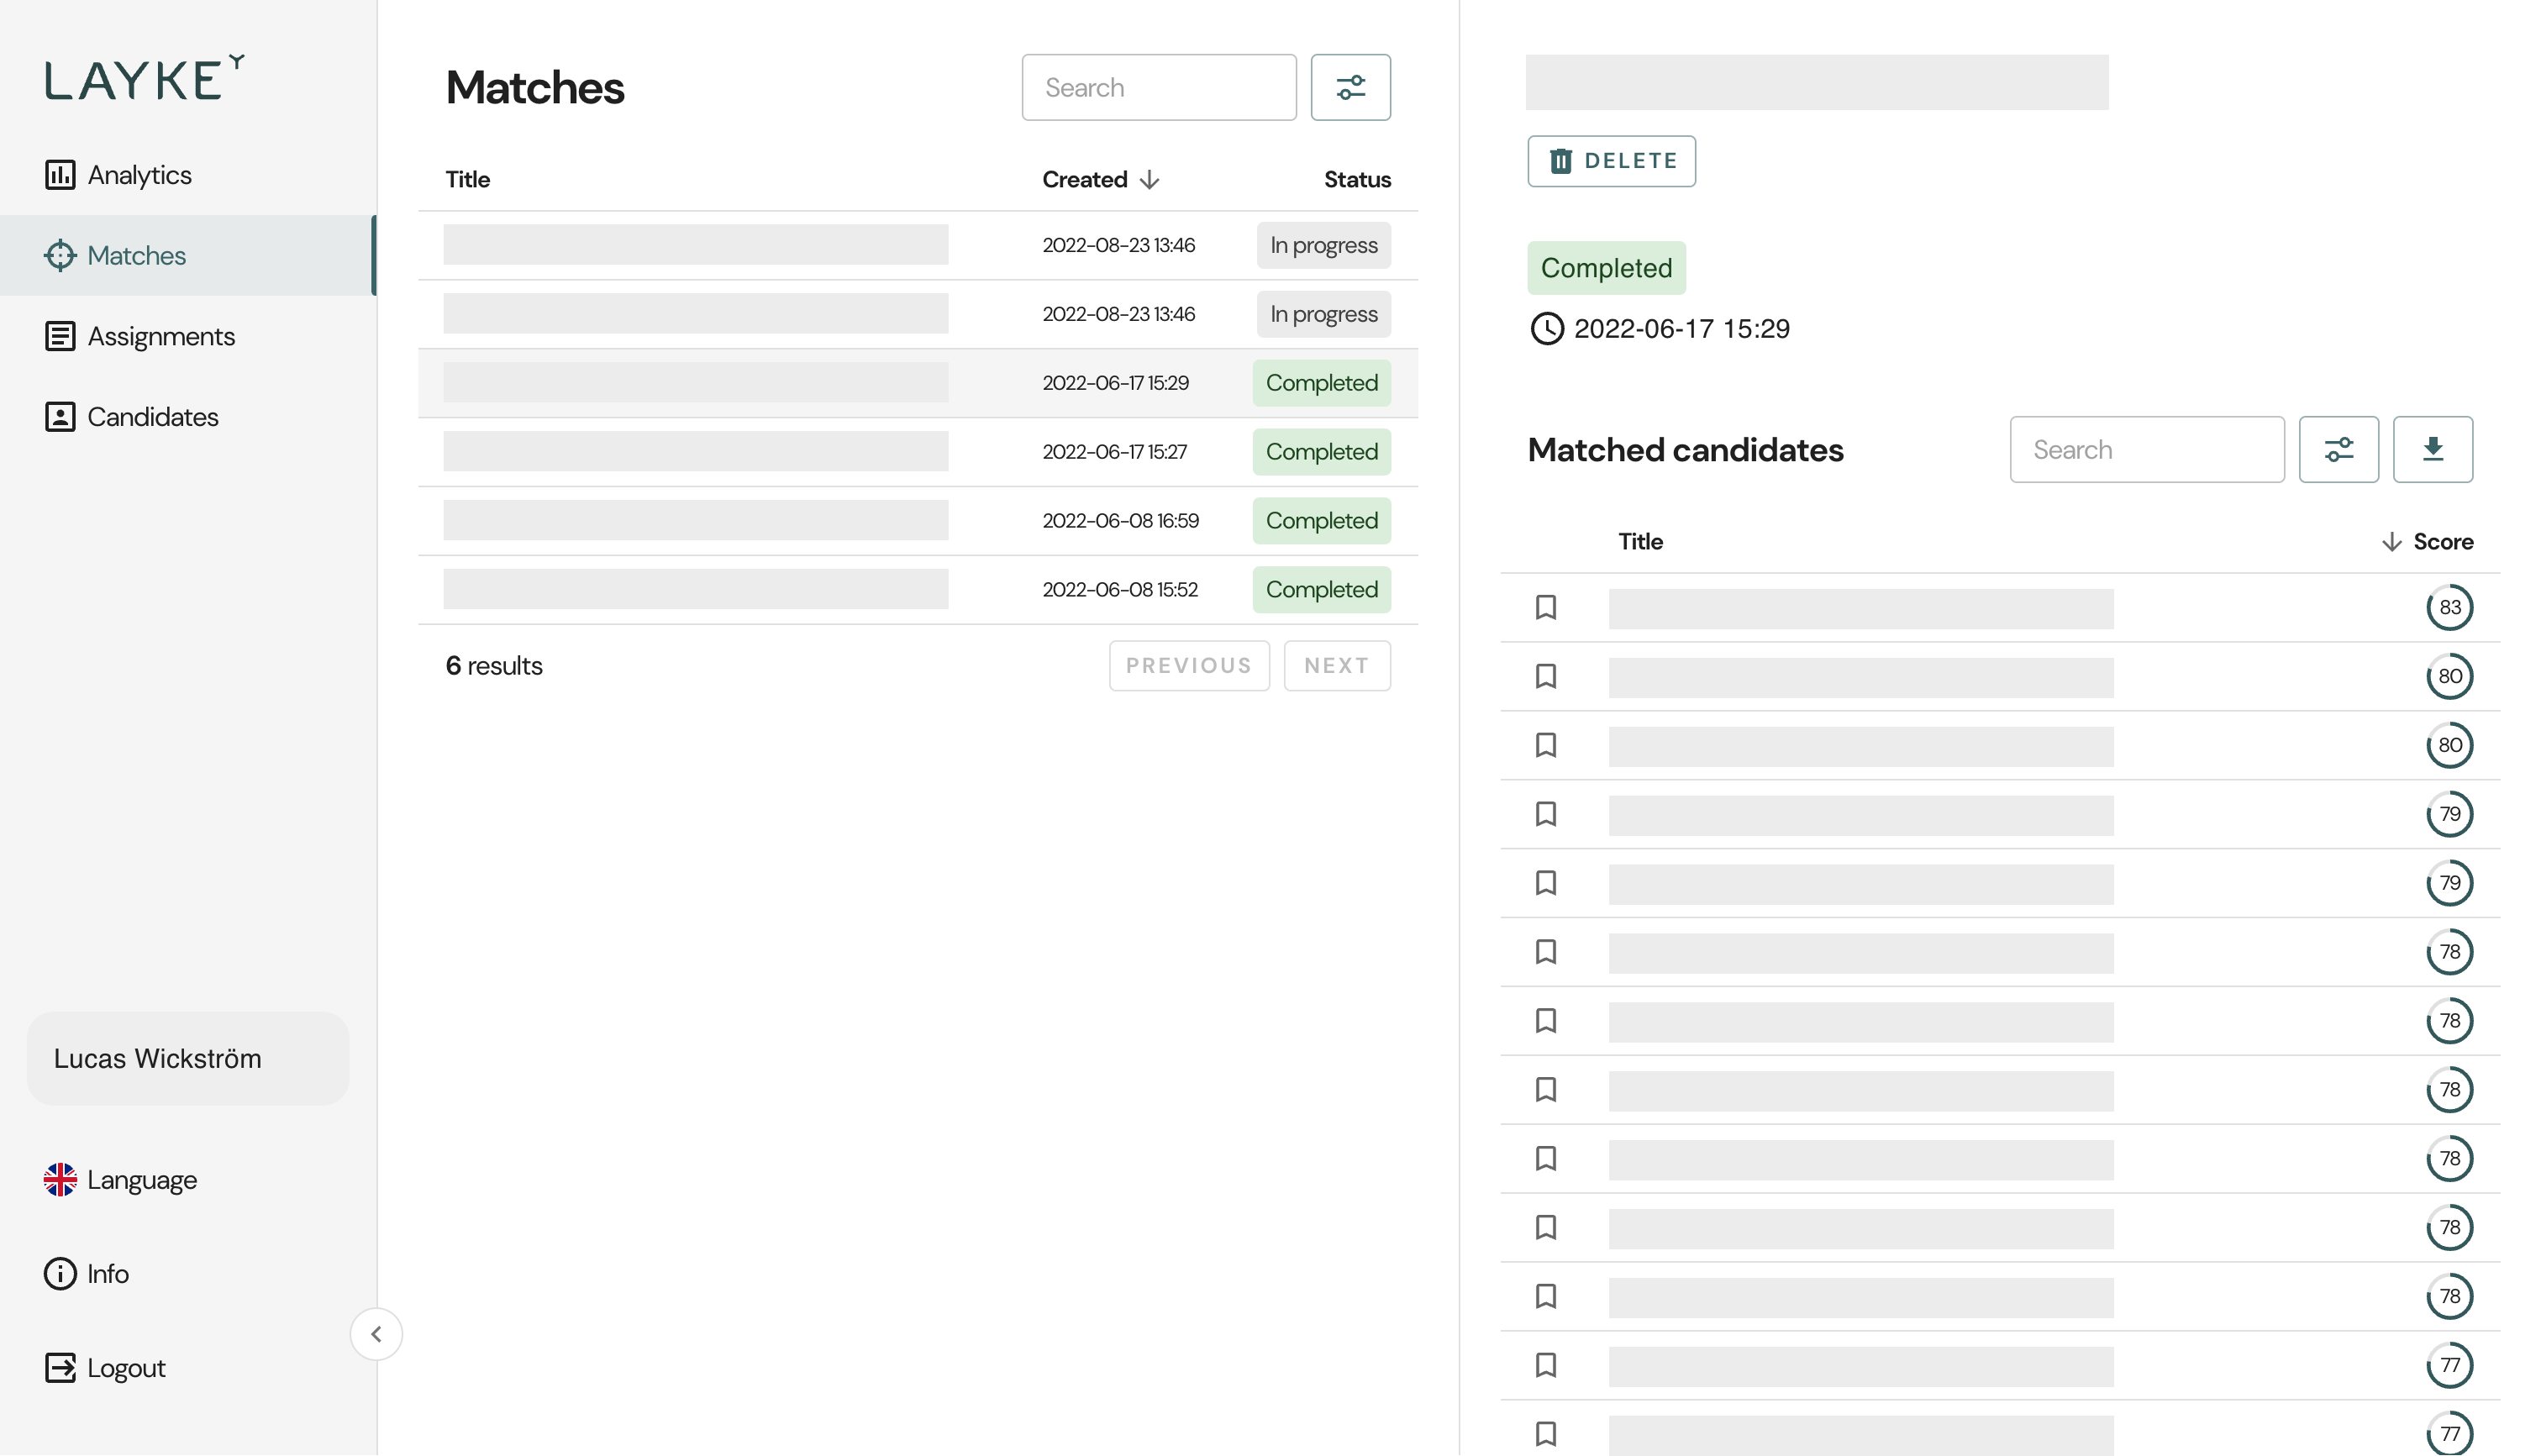 LAYKE
Analytics
Matches
Assignments
Candidates
Lucas Wickström
Language
Info
Logout
Matches
Search
Title Created Status
2022-08-23 13:46 In progress
2022-08-23 13:46 In progress
2022-06-17 15:29 Completed
2022-06-17 15:27 Completed
2022-06-08 16:59 Completed
2022-06-08 15:52 Completed
6 results PREVIOUS NEXT
DELETE
Completed
2022-06-17 15:29
Matched candidates Search
Title Score
83
80
80
79
79
78
78
78
78
78
78
77
77